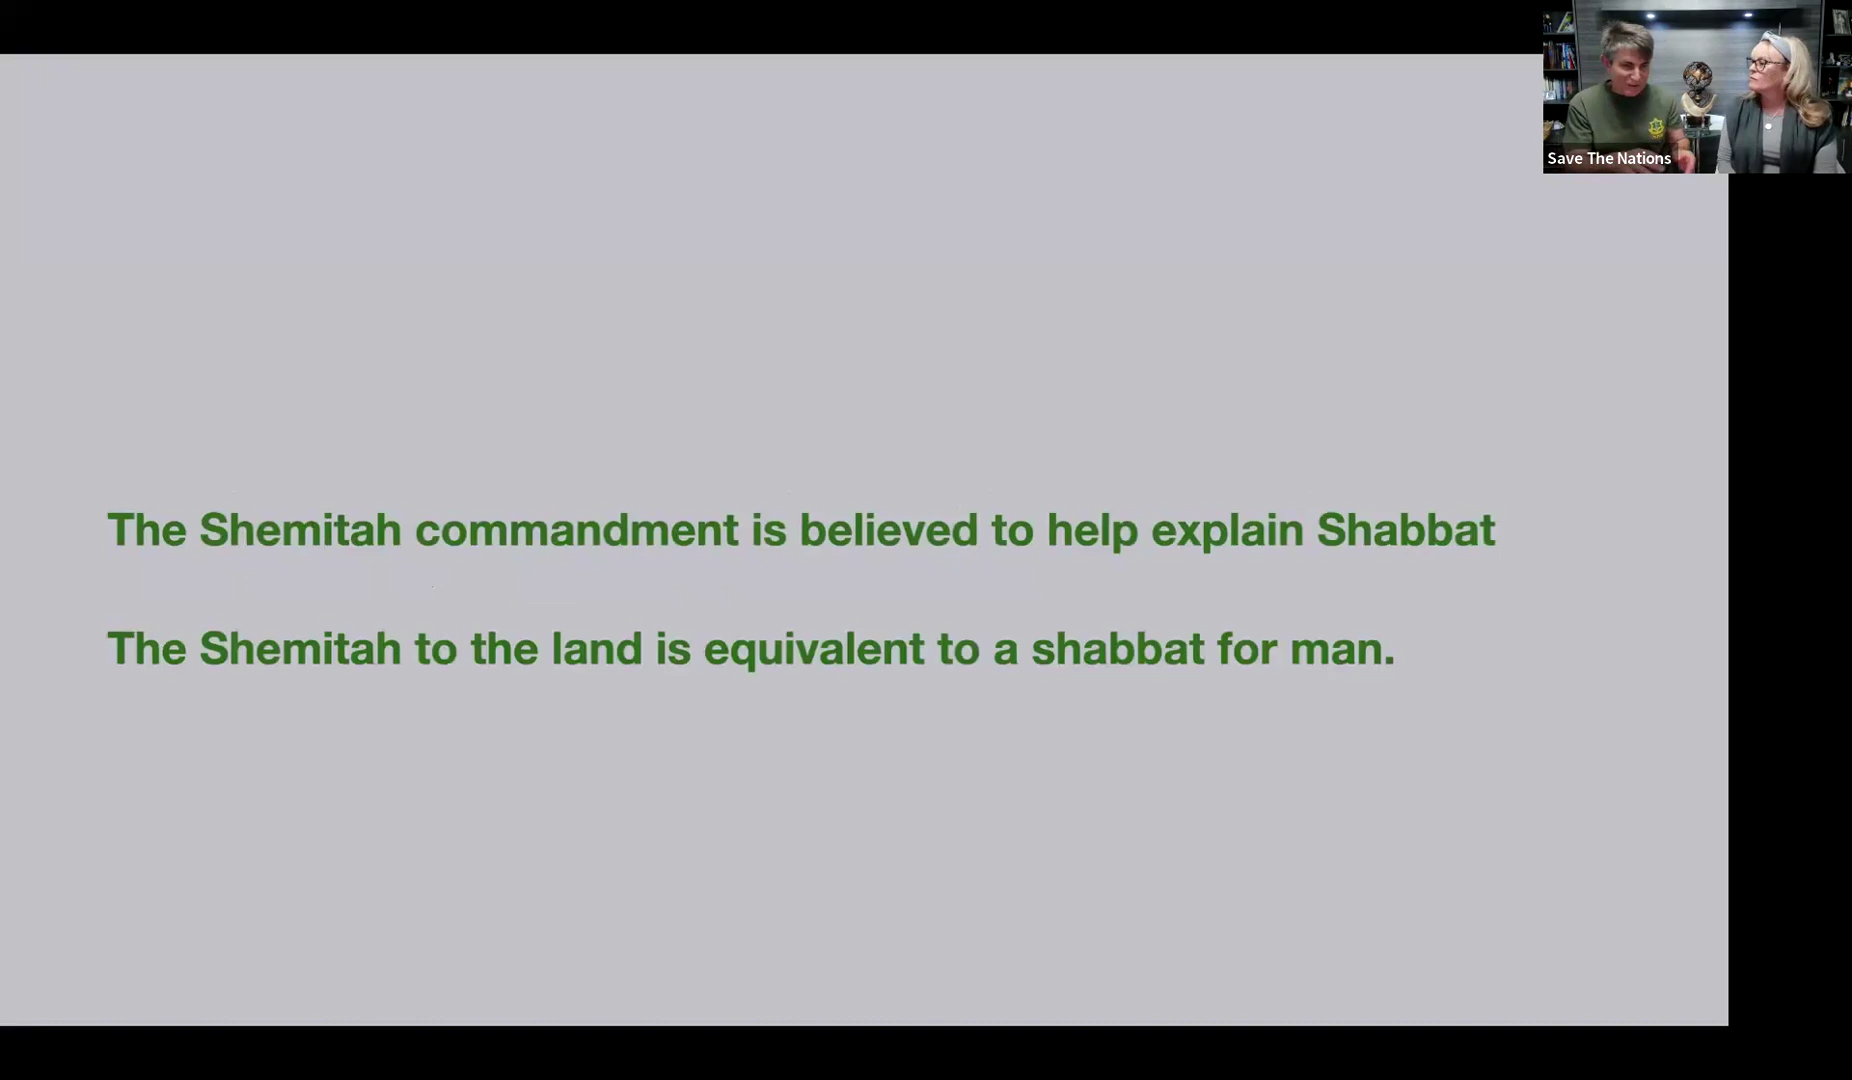 Save The Nations
The Shemitah commandment is believed to help explain Shabbat
The Shemitah to the land is equivalent to a shabbat for man.